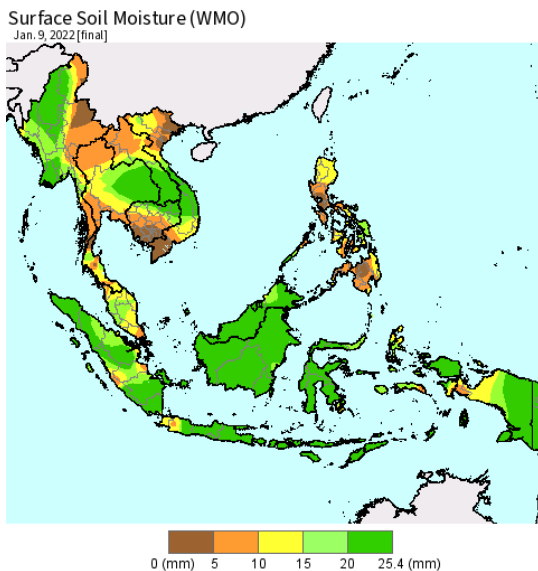 Surface Soil Moisture (WMO)
Jan. 9, 2022 [final]
0 (mm) 5 10 15 20 25.4 (mm)